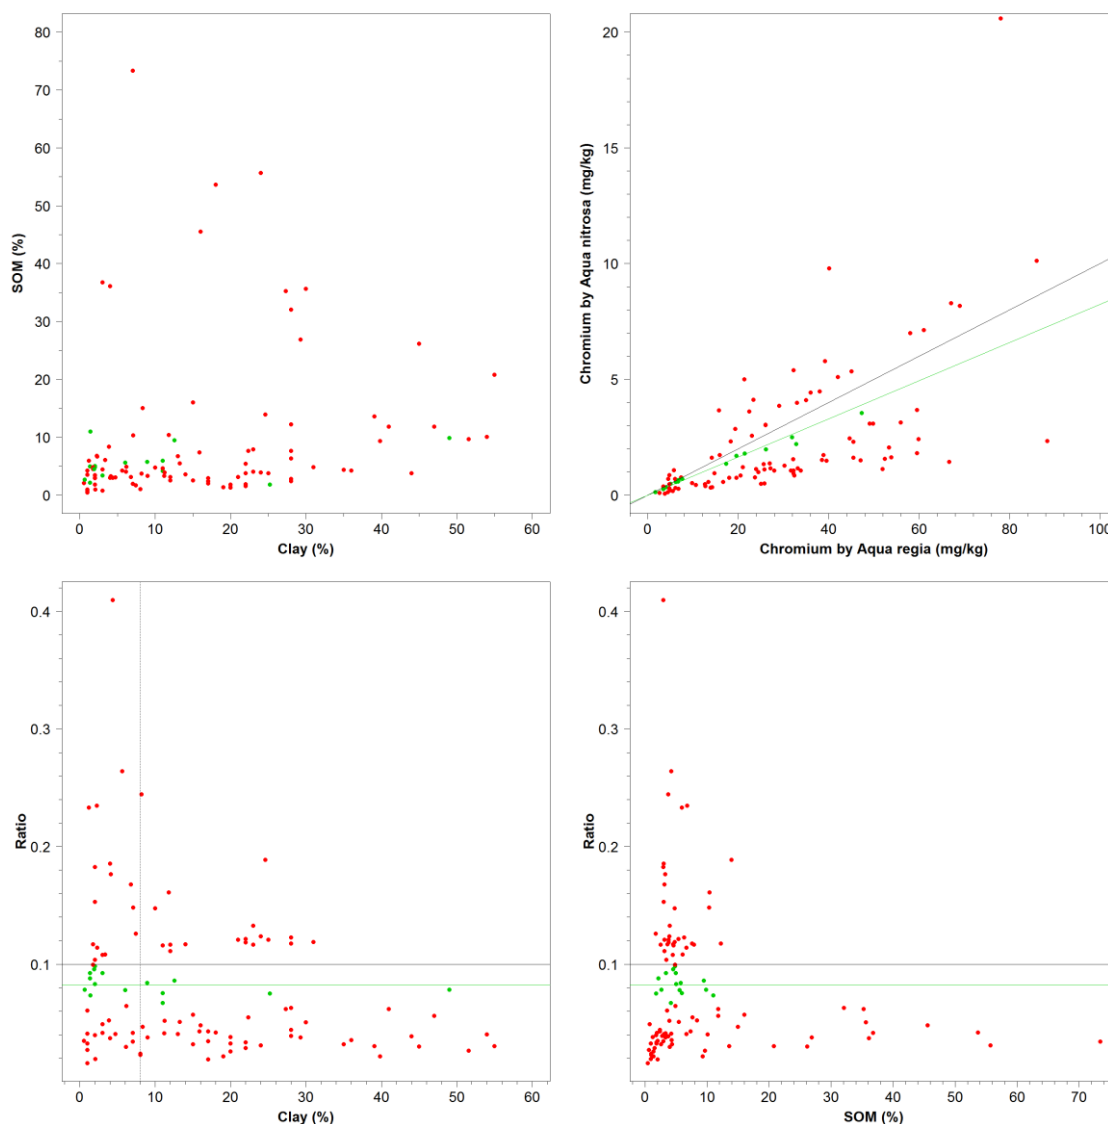 80
70
60
50
40
30
20
10
0
SOM (%)
0 10 20 30 40 50 60
Clay (%)
20
15
10
5
0
Chromium by Aqua nitrosa (mg/kg)
0 20 40 60 80 100
Chromium by Aqua regia (mg/kg)
0.4
0.3
0.2
0.1
Ratio
0 10 20 30 40 50 60
Clay (%)
0.4
0.3
0.2
0.1
Ratio
0 10 20 30 40 50 60 70
SOM (%)